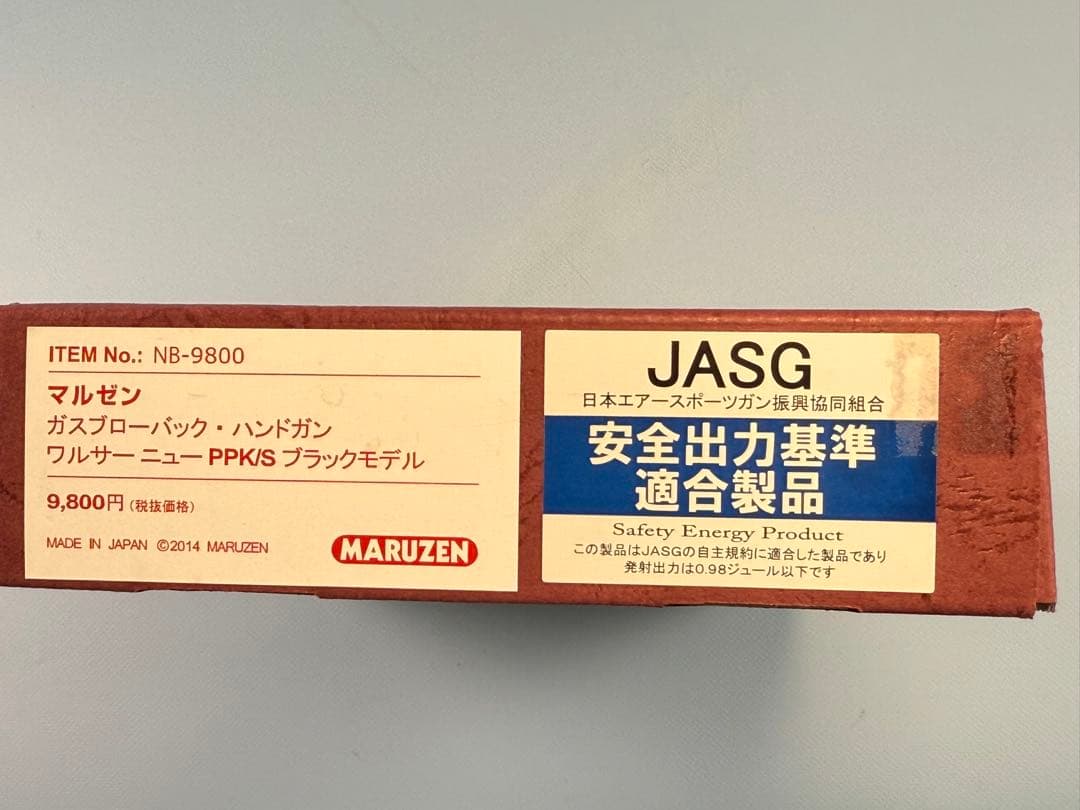 ITEM No.: NB-9800
マルゼン
ガスブローバック・ハンドガン
ワルサー ニュー PPK/S ブラックモデル
9,800円 (税抜価格)
MADE IN JAPAN ©2014 MARUZEN
MARUZEN
JASG
日本エアースポーツガン振興協同組合
安全出力基準
適合製品
Safety Energy Product
この製品はJASGの自主規約に適合した製品であり
発射出力は0.98ジュール以下です